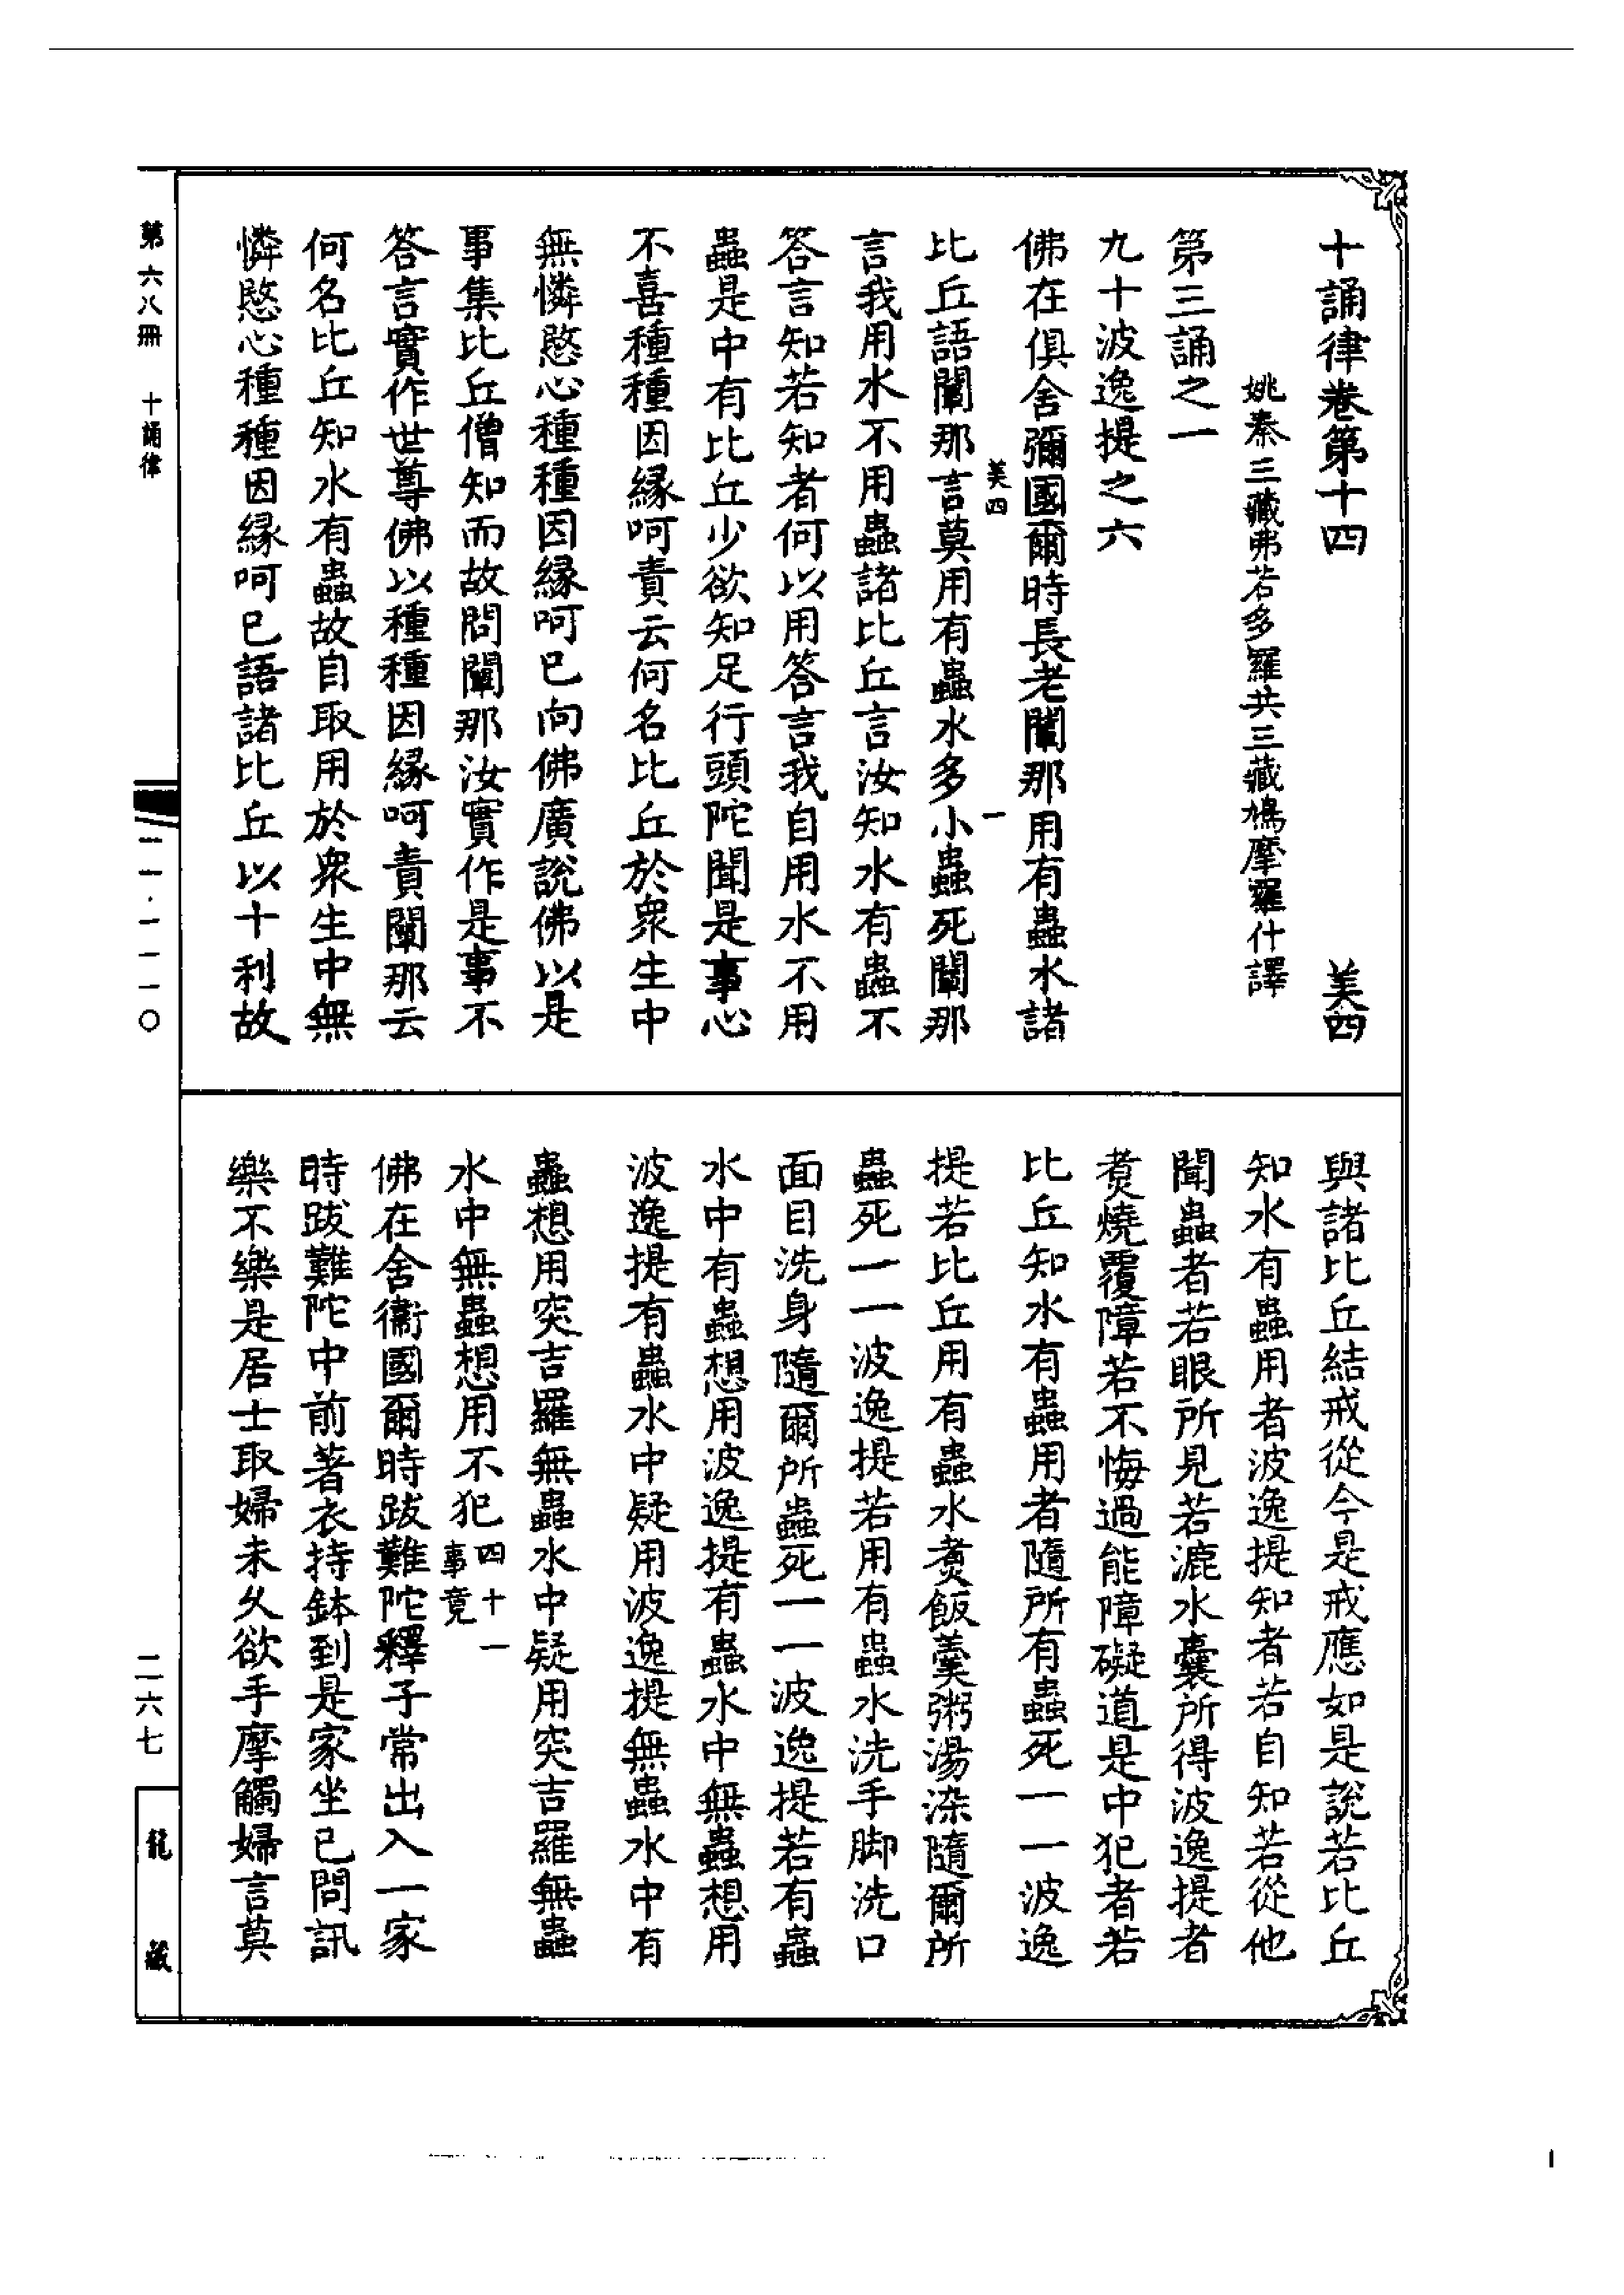 十誦律卷第十四　美四
姚秦三藏弗若多羅共三藏鳩摩羅什譯
第三誦之一
九十波逸提之六
佛在俱舍彌國爾時長老闡那用有蟲水諸
美四　一
比丘語闡那言莫用有蟲水多小蟲死闡那
言我用水不用蟲諸比丘言汝知水有蟲不
答言知若知者何以用答言我自用水不用
蟲是中有比丘少欲知足行頭陀聞是事心
不喜種種因緣呵責云何名比丘於衆生中
無憐愍心種種因緣呵已向佛廣說佛以是
事集比丘僧知而故問闡那汝實作是事不
答言實作世尊佛以種種因緣呵責闡那云
何名比丘知水有蟲故自取用於衆生中無
憐愍心種種因緣呵已語諸比丘以十利故
與諸比丘結戒從今是戒應如是說若比丘
知水有蟲用者波逸提知者若自知若從他
聞蟲者若眼所見若漉水囊所得波逸提者
煑燒覆障若不悔過能障礙道是中犯者若
比丘知水有蟲用者隨所有蟲死一一波逸
提若比丘用有蟲水煑飯羹粥湯染隨爾所
蟲死一一波逸提若用有蟲水洗手脚洗口
面目洗身隨爾所蟲死一一波逸提若有蟲
水中有蟲想用波逸提有蟲水中無蟲想用
波逸提有蟲水中疑用波逸提無蟲水中有
蟲想用突吉羅無蟲水中疑用突吉羅無蟲
水中無蟲想用不犯四十一事竟
佛在舍衞國爾時跋難陀釋子常出入一家
時跋難陀中前著衣持鉢到是家坐已問訊
樂不樂是居士取婦未久欲手摩觸婦言莫
第六八冊　十誦律
一一·一一一〇
二六七
龍藏